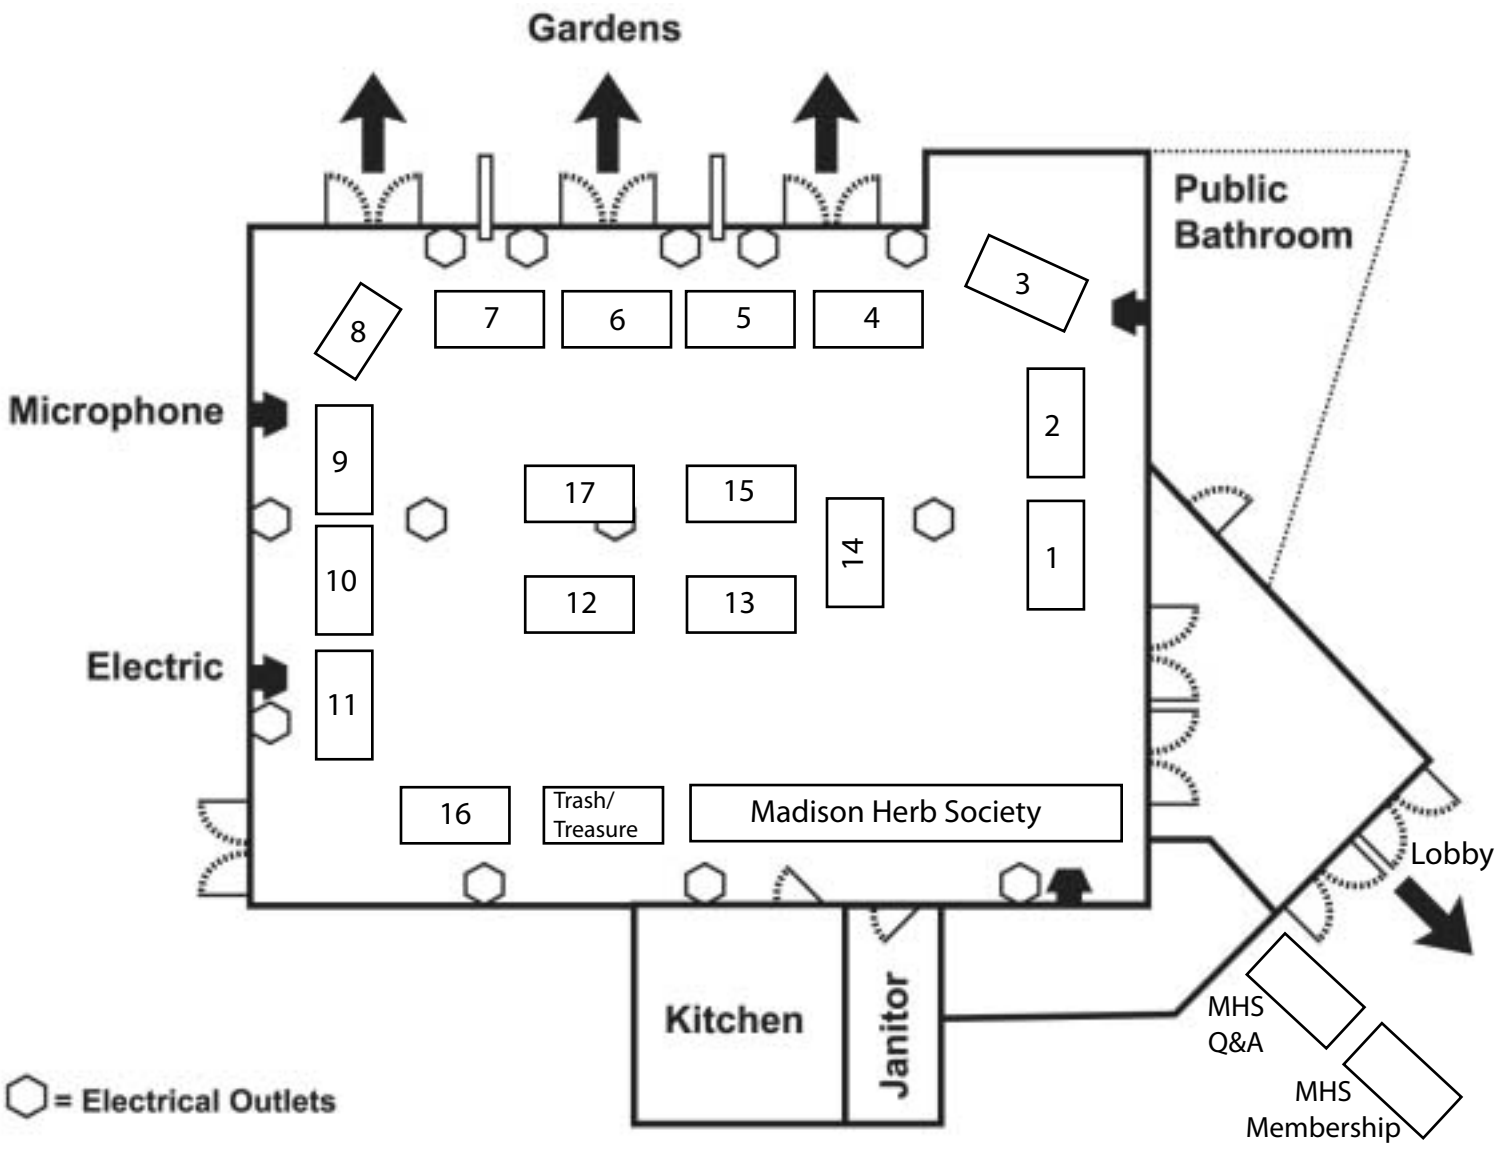 Gardens
Public
Bathroom
3
8
7
6
5
4
Microphone
2
9
17
15
14
1
10
12
13
Electric
11
16
Trash/
Treasure
Madison Herb Society
Lobby
Kitchen
Janitor
MHS
Q&A
MHS
Membership
= Electrical Outlets